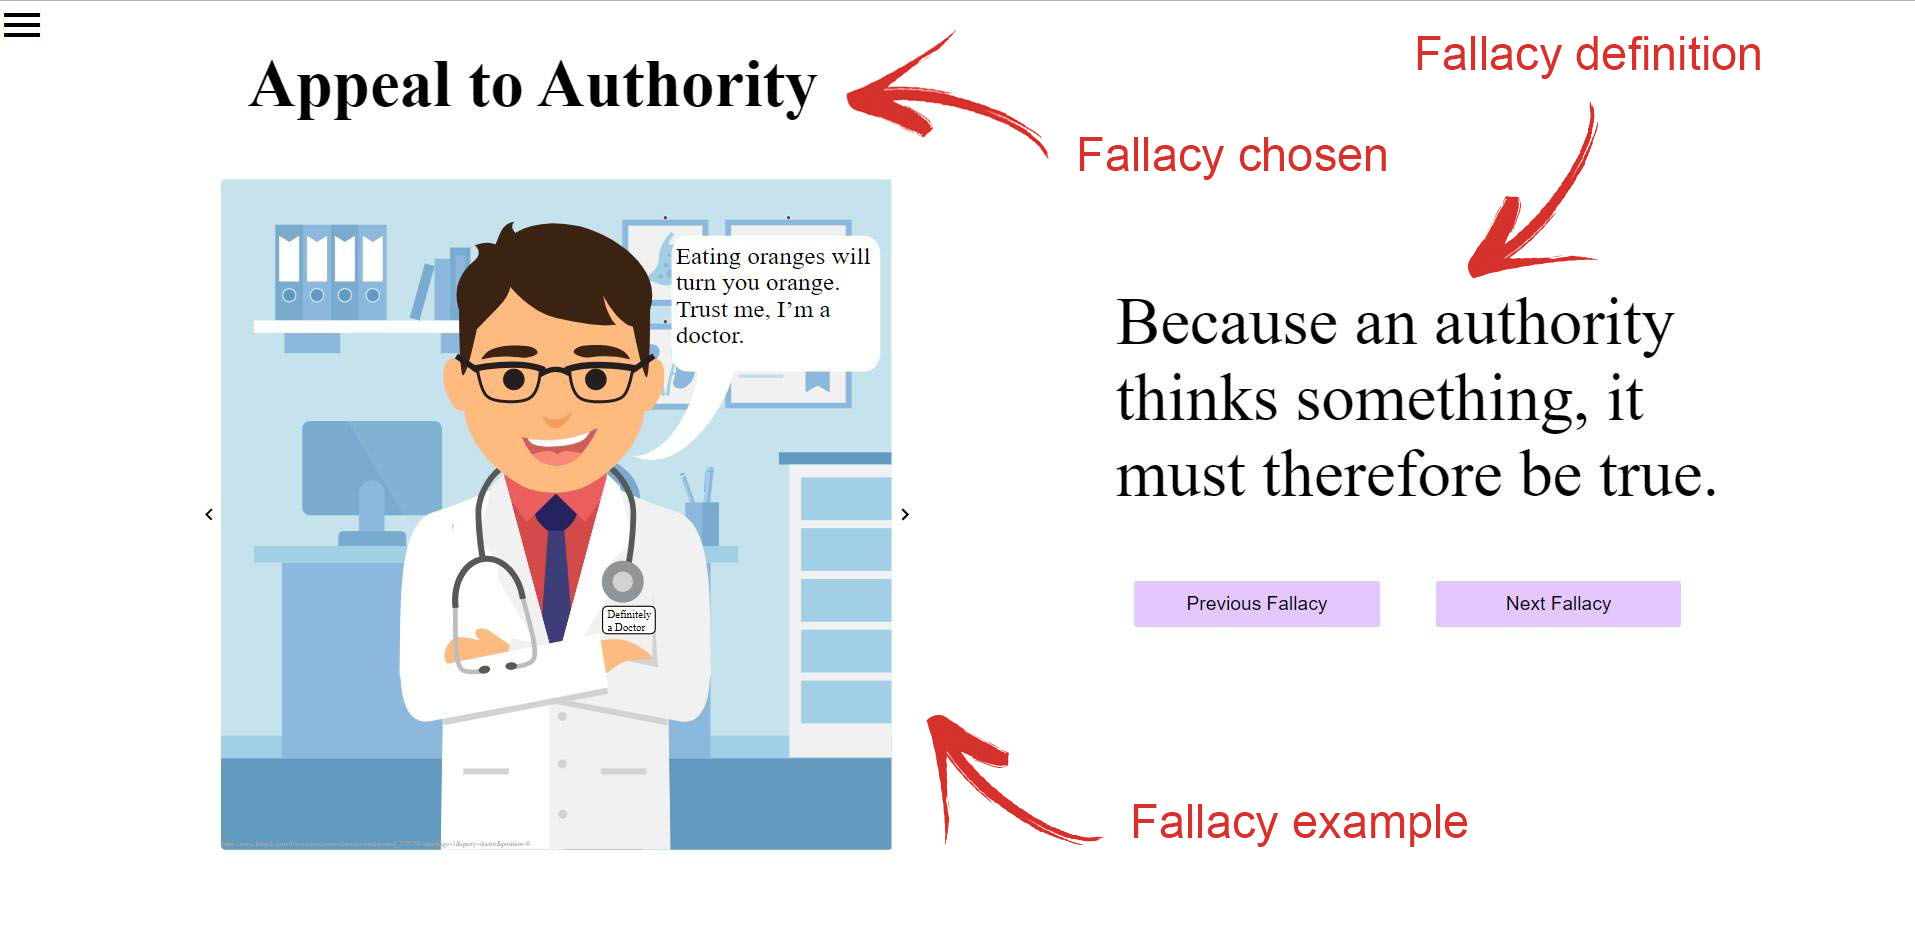 Appeal to Authority
Fallacy chosen
Fallacy definition
Eating oranges will
turn you orange.
Trust me, I’m a
doctor.
Definitely
a Doctor
Because an authority
thinks something, it
must therefore be true.
Previous Fallacy
Next Fallacy
Fallacy example